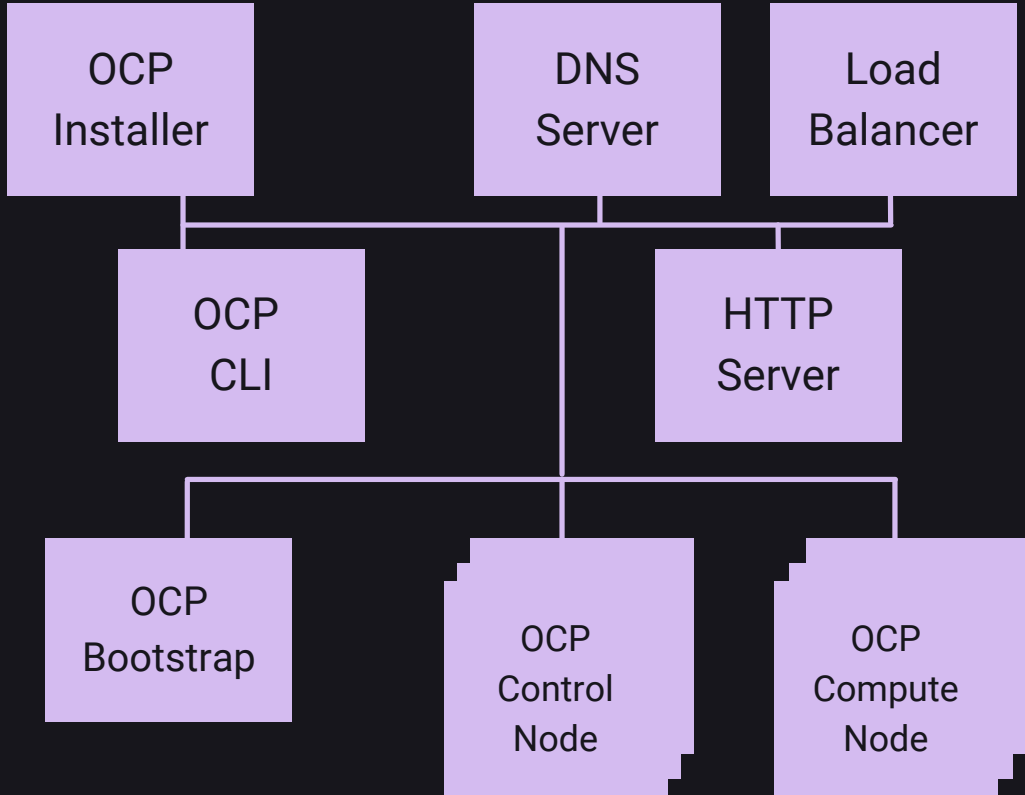 OCP
Installer
DNS
Server
Load
Balancer
OCP
CLI
HTTP
Server
OCP
Bootstrap
OCP
Control
Node
OCP
Compute
Node